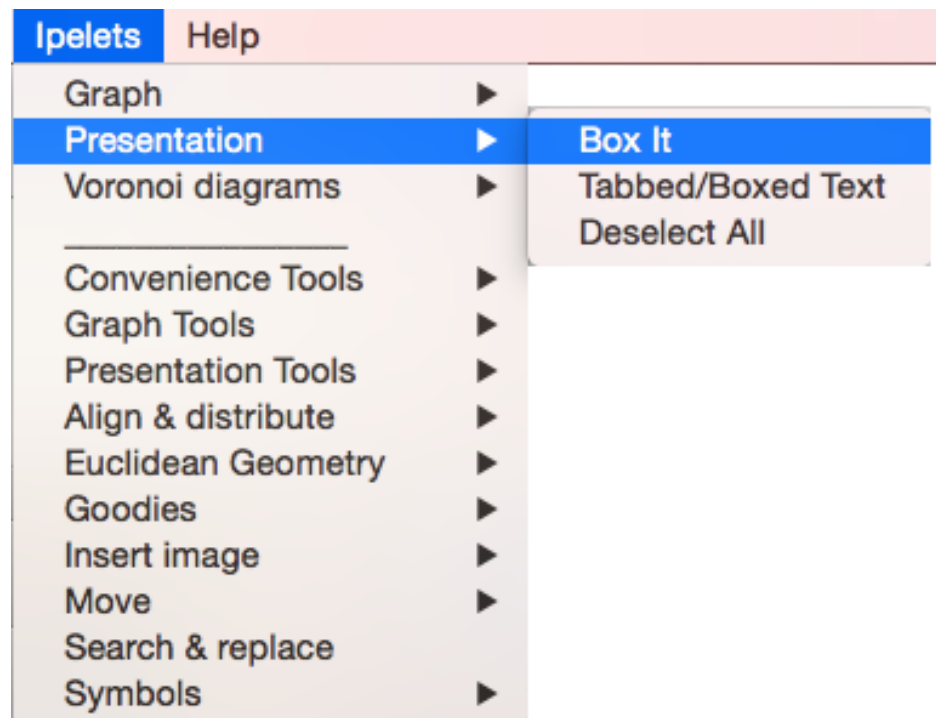 Ipelets Help
Graph
Presentation
Voronoi diagrams
Convenience Tools
Graph Tools
Presentation Tools
Align & distribute
Euclidean Geometry
Goodies
Insert image
Move
Search & replace
Symbols
Box It
Tabbed/Boxed Text
Deselect All